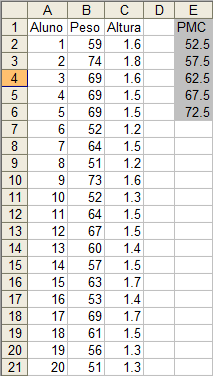 A B C D E
1 Aluno Peso Altura PMC
2 1 59 1.6 52.5
3 2 74 1.8 57.5
4 3 69 1.6 62.5
5 4 69 1.5 67.5
6 5 69 1.5 72.5
7 6 52 1.2
8 7 64 1.5
9 8 51 1.2
10 9 73 1.6
11 10 52 1.3
12 11 64 1.5
13 12 67 1.5
14 13 60 1.4
15 14 57 1.5
16 15 63 1.7
17 16 53 1.4
18 17 69 1.7
19 18 61 1.5
20 19 56 1.3
21 20 51 1.3